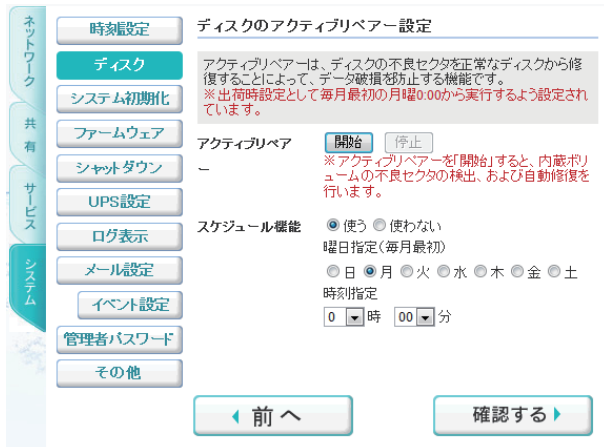 ネットワーク
共有
サービス
システム
時刻設定
ディスク
システム初期化
ファームウェア
シャットダウン
UPS設定
ログ表示
メール設定
イベント設定
管理者パスワード
その他
ディスクのアクティブリペアー設定
アクティブリペアーは、ディスクの不良セクタを正常なディスクから修
復することによって、データ破損を防止する機能です。
※出荷時設定として毎月最初の月曜0:00から実行するよう設定され
ています。
アクティブリペア
ー
開始 停止
※アクティブリペアーを「開始」すると、内蔵ボリ
ュームの不良セクタの検出、および自動修復を
行います。
スケジュール機能
使う 使わない
曜日指定(毎月最初)
日 月 火 水 木 金 土
時刻指定
0 時 00 分
前へ
確認する